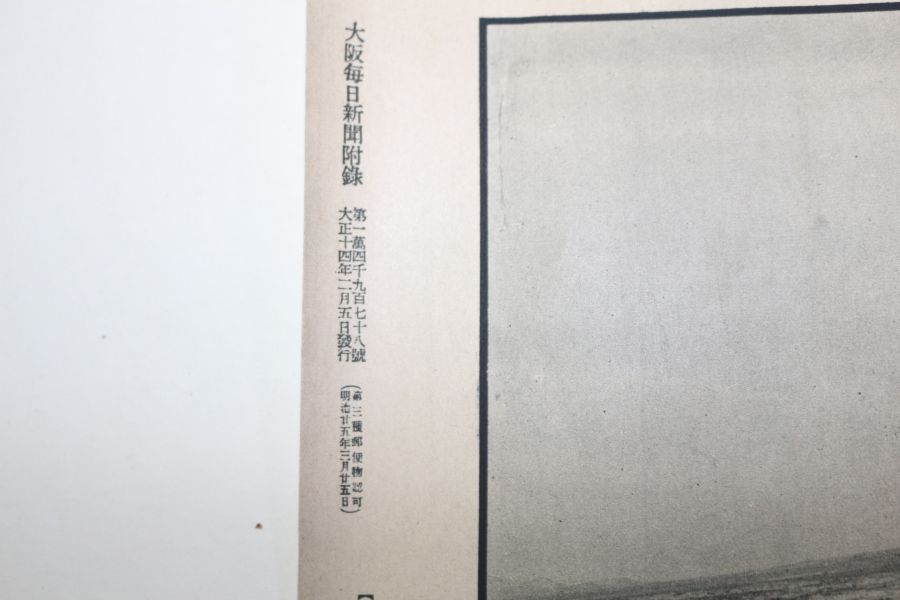 大阪每日新聞附錄
第一萬四千九百七十八號
大正十四年二月五日發行
(第三種郵便物認可)
(明治廿五年三月廿五日)